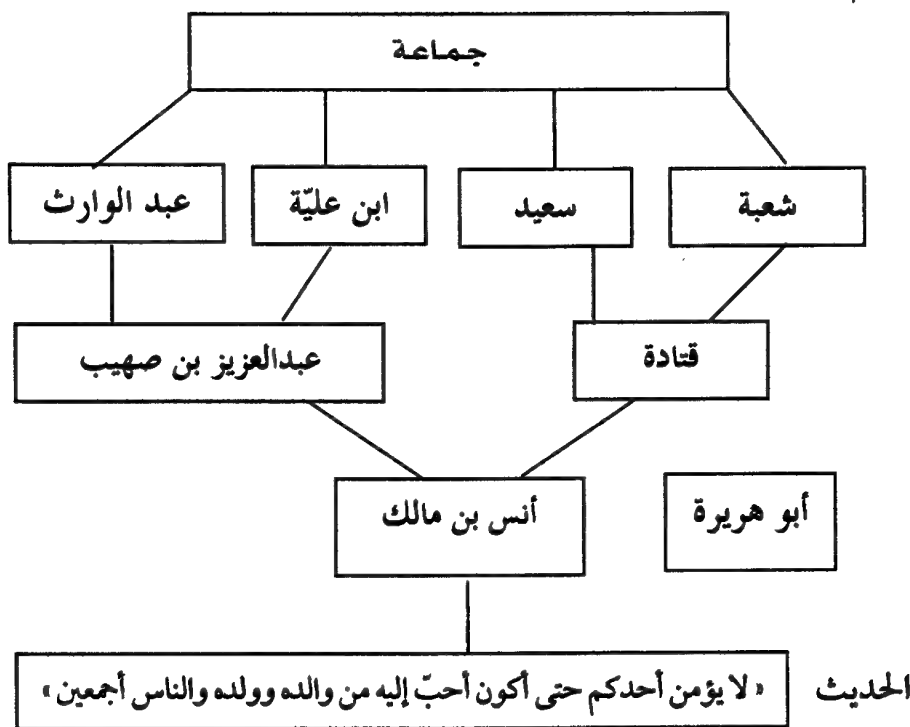 جماعة
شعبة
سعيد
ابن عليّة
عبد الوارث
قتادة
عبدالعزيز بن صهيب
أبو هريرة
أنس بن مالك
الحديث
« لا يؤمن أحدكم حتى أكون أحبّ إليه من والده وولده والناس أجمعين »